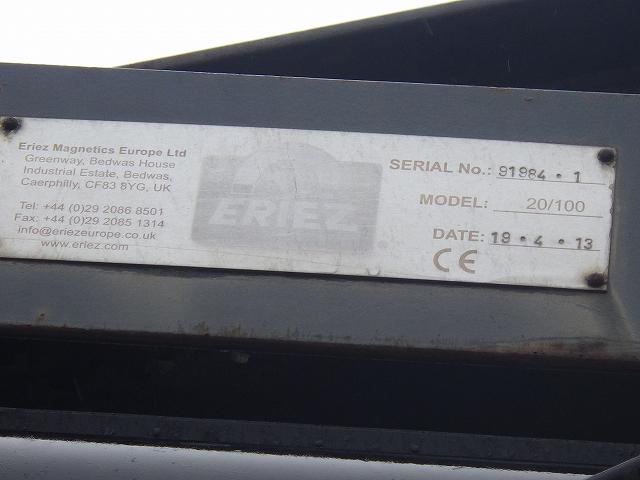 Eriez Magnetics Europe Ltd
Greenway, Bedwas House
Industrial Estate, Bedwas,
Caerphilly, CF83 8YG, UK
Tel: +44 (0)29 2086 8501
Fax: +44 (0)29 2085 1314
info@eriezeurope.co.uk
www.eriez.com
ERIEZ
SERIAL No.: 91984 · 1
MODEL: 20/100
DATE: 19 · 4 · 13
CE